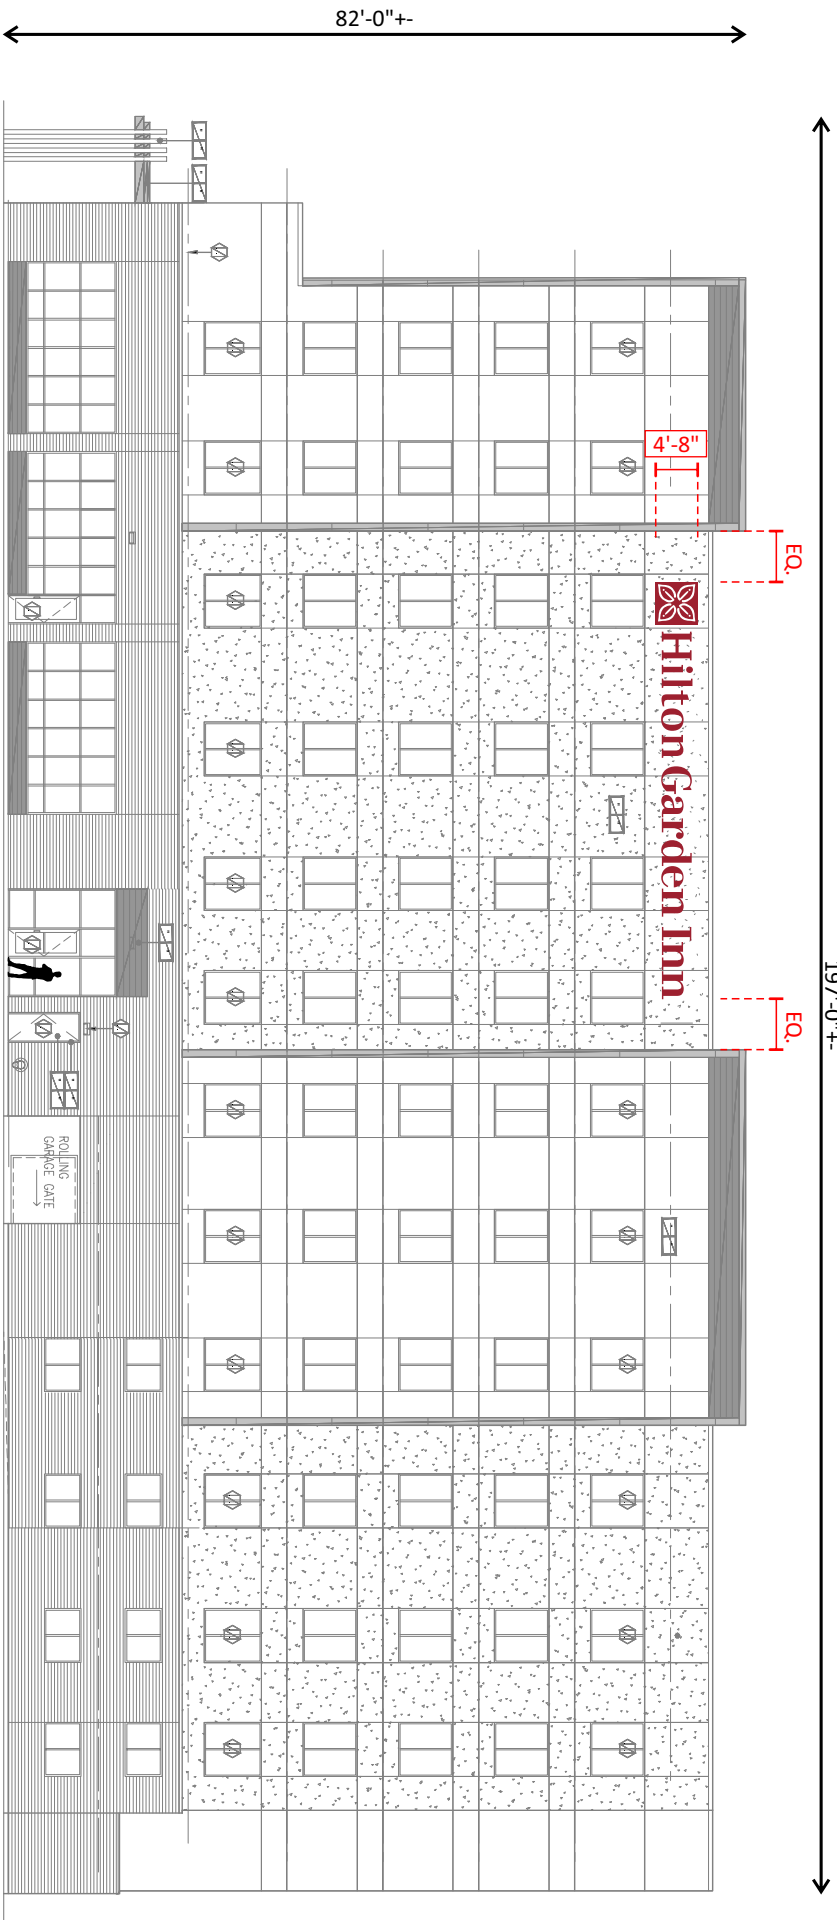 82'-0"+-
197'-0"+-
4'-8"
EQ.
EQ.
Hilton Garden Inn
ROLLING
GARAGE GATE